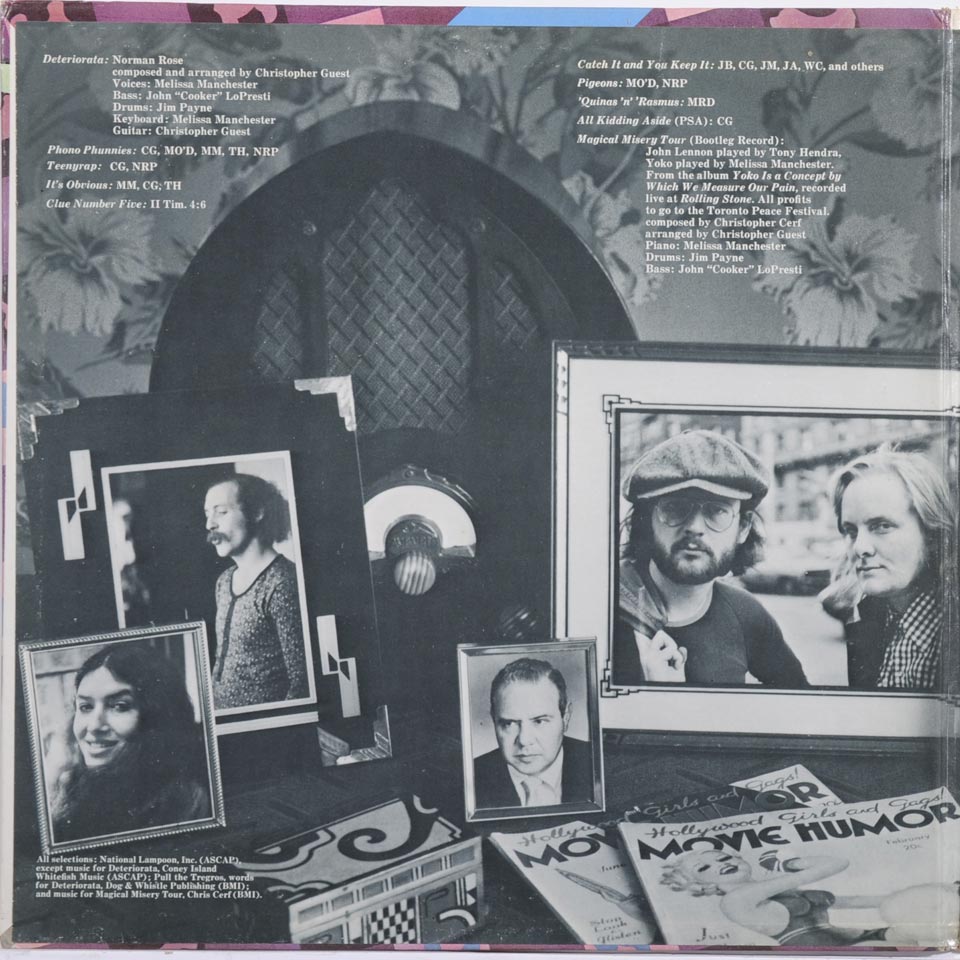 Deteriorata: Norman Rose
composed and arranged by Christopher Guest
Voices: Melissa Manchester
Bass: John “Cooker” LoPresti
Drums: Jim Payne
Keyboard: Melissa Manchester
Guitar: Christopher Guest
Phono Phunnies: CG, MO'D, MM, TH, NRP
Teenyrap: CG, NRP
It's Obvious: MM, CG, TH
Clue Number Five: II Tim. 4:6
Catch It and You Keep It: JB, CG, JM, JA, WC, and others
Pigeons: MO'D, NRP
'Quinas 'n' 'Rasmus: MRD
All Kidding Aside (PSA): CG
Magical Misery Tour (Bootleg Record):
John Lennon played by Tony Hendra,
Yoko played by Melissa Manchester.
From the album Yoko Is a Concept by
Which We Measure Our Pain, recorded
live at Rolling Stone. All profits
to go to the Toronto Peace Festival.
composed by Christopher Cerf
arranged by Christopher Guest
Piano: Melissa Manchester
Drums: Jim Payne
Bass: John “Cooker” LoPresti
Girls and Gags!
Hollywood Girls and Gags!
MOVIE HUMOR
February
20c
June
Stop
Look
Listen
Just
All selections: National Lampoon, Inc. (ASCAP),
except music for Deteriorata, Coney Island
Whitefish Music (ASCAP); Pull the Tregros, words
for Deteriorata, Dog & Whistle Publishing (BMI);
and music for Magical Misery Tour, Chris Cerf (BMI).